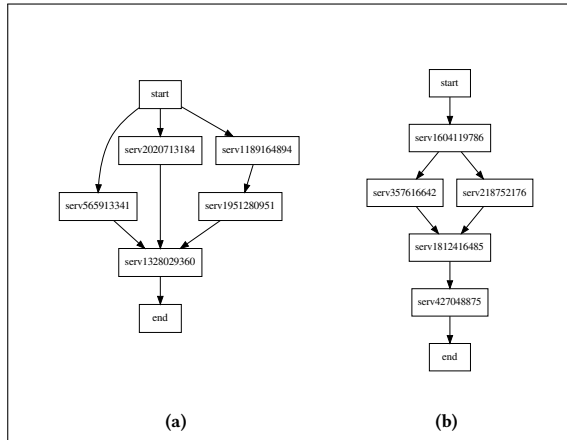 start
serv2020713184
serv1189164894
serv565913341
serv1951280951
serv1328029360
end
(a)
start
serv1604119786
serv357616642
serv218752176
serv1812416485
serv427048875
end
(b)